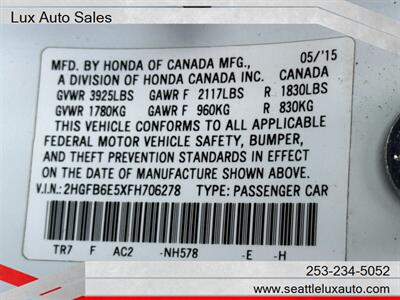 Lux Auto Sales
MFD. BY HONDA OF CANADA MFG., 05/'15
A DIVISION OF HONDA CANADA INC. CANADA
GVWR 3925LBS GAWR F 2117LBS R 1830LBS
GVWR 1780KG GAWR F 960KG R 830KG
THIS VEHICLE CONFORMS TO ALL APPLICABLE
FEDERAL MOTOR VEHICLE SAFETY, BUMPER,
AND THEFT PREVENTION STANDARDS IN EFFECT
ON THE DATE OF MANUFACTURE SHOWN ABOVE.
V.I.N.: 2HGFB6E5XFH706278 TYPE: PASSENGER CAR
TR7 F AC2 -NH578 -E -H
253-234-5052
www.seattleluxauto.com